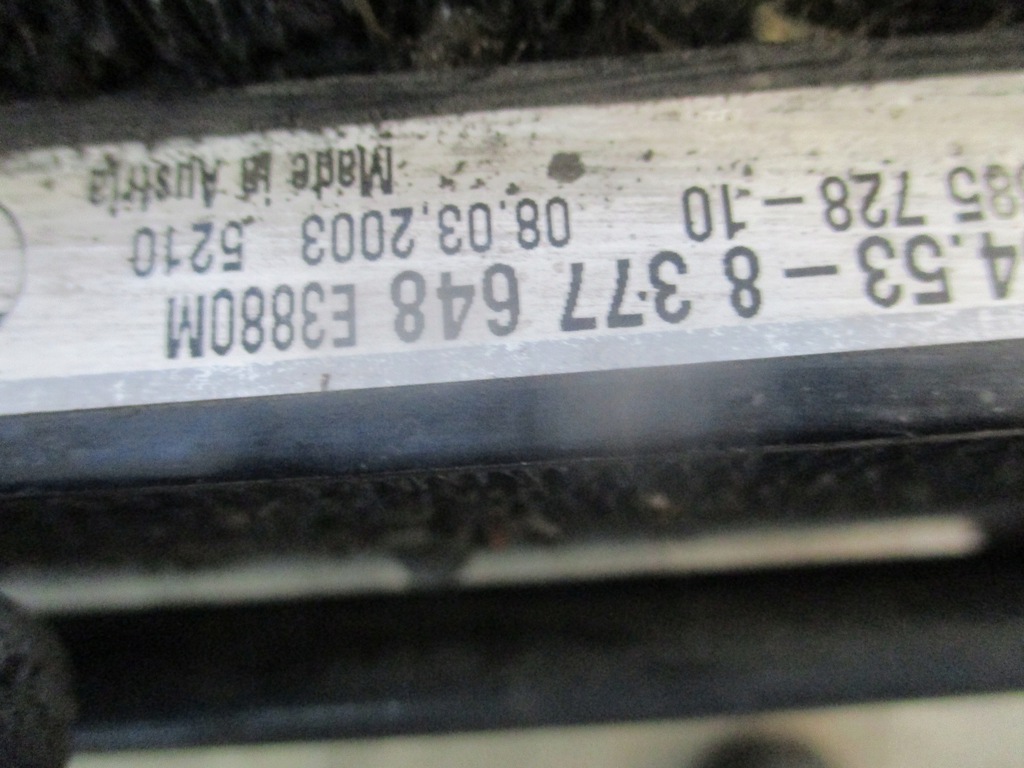 4.53 – 8 377 648 E3880M
728 – 10 08.03.2003 5210
Made in Austria